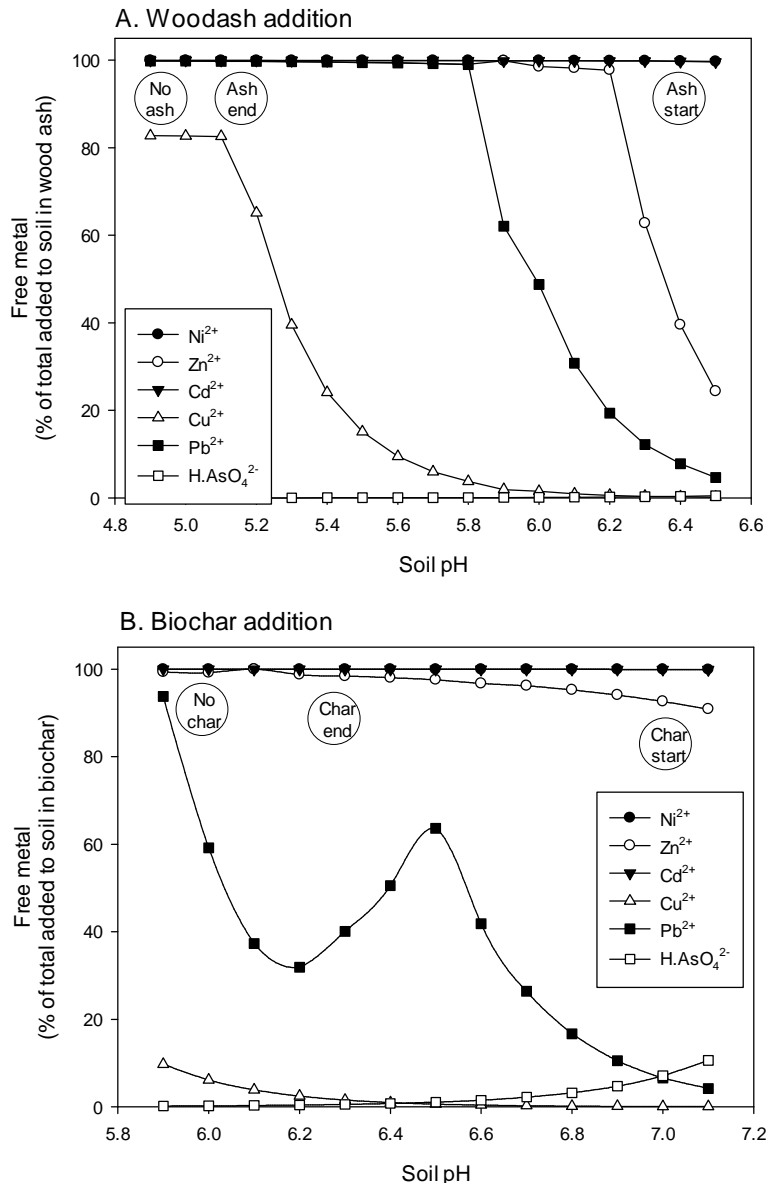 A. Woodash addition
Free metal
(% of total added to soil in wood ash)
100
80
60
40
20
0
No
ash
Ash
end
Ash
start
Ni2+
Zn2+
Cd2+
Cu2+
Pb2+
H.AsO42-
4.8 5.0 5.2 5.4 5.6 5.8 6.0 6.2 6.4 6.6
Soil pH
B. Biochar addition
Free metal
(% of total added to soil in biochar)
100
80
60
40
20
0
No
char
Char
end
Char
start
Ni2+
Zn2+
Cd2+
Cu2+
Pb2+
H.AsO42-
5.8 6.0 6.2 6.4 6.6 6.8 7.0 7.2
Soil pH